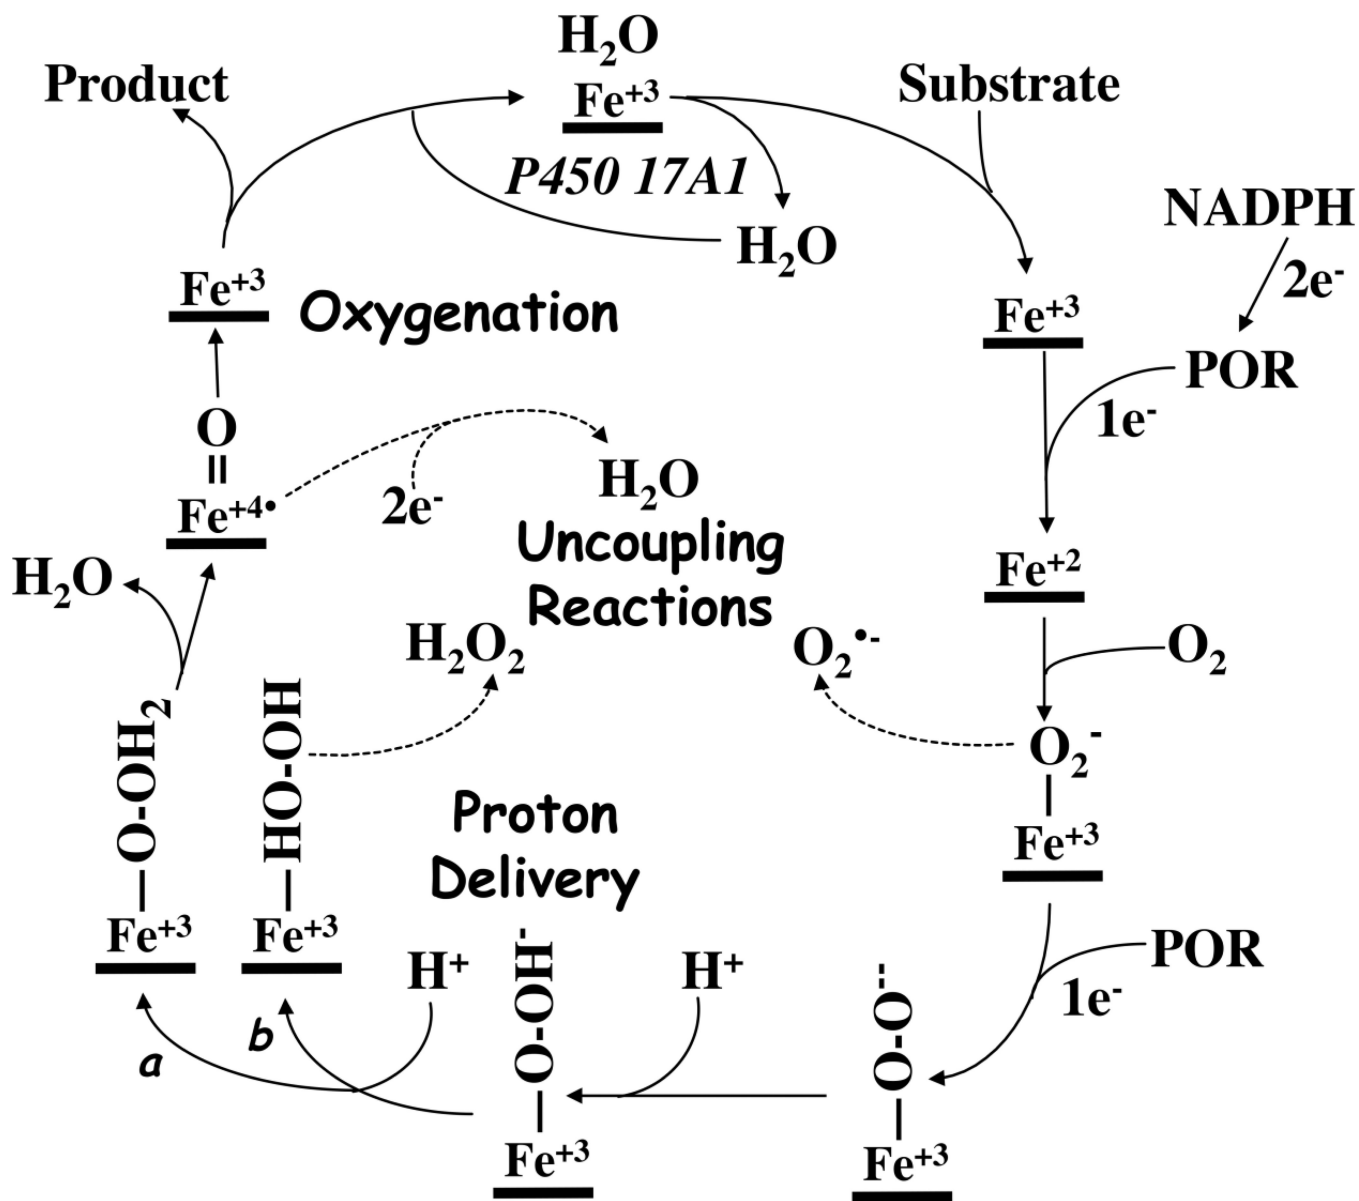 H₂O
Product
Fe⁺³
Substrate
P450 17A1
NADPH
H₂O
2e⁻
Fe⁺³
Oxygenation
Fe⁺³
POR
1e⁻
O
Fe⁺⁴•
2e⁻
H₂O
Uncoupling
Reactions
Fe⁺²
H₂O
H₂O₂
O₂•⁻
O₂
O-OH₂
HO-OH
O₂⁻
Fe⁺³
Proton
Delivery
Fe⁺³
Fe⁺³
H⁺
O-OH⁻
H⁺
O-O⁻⁻
POR
1e⁻
a
b
Fe⁺³
Fe⁺³